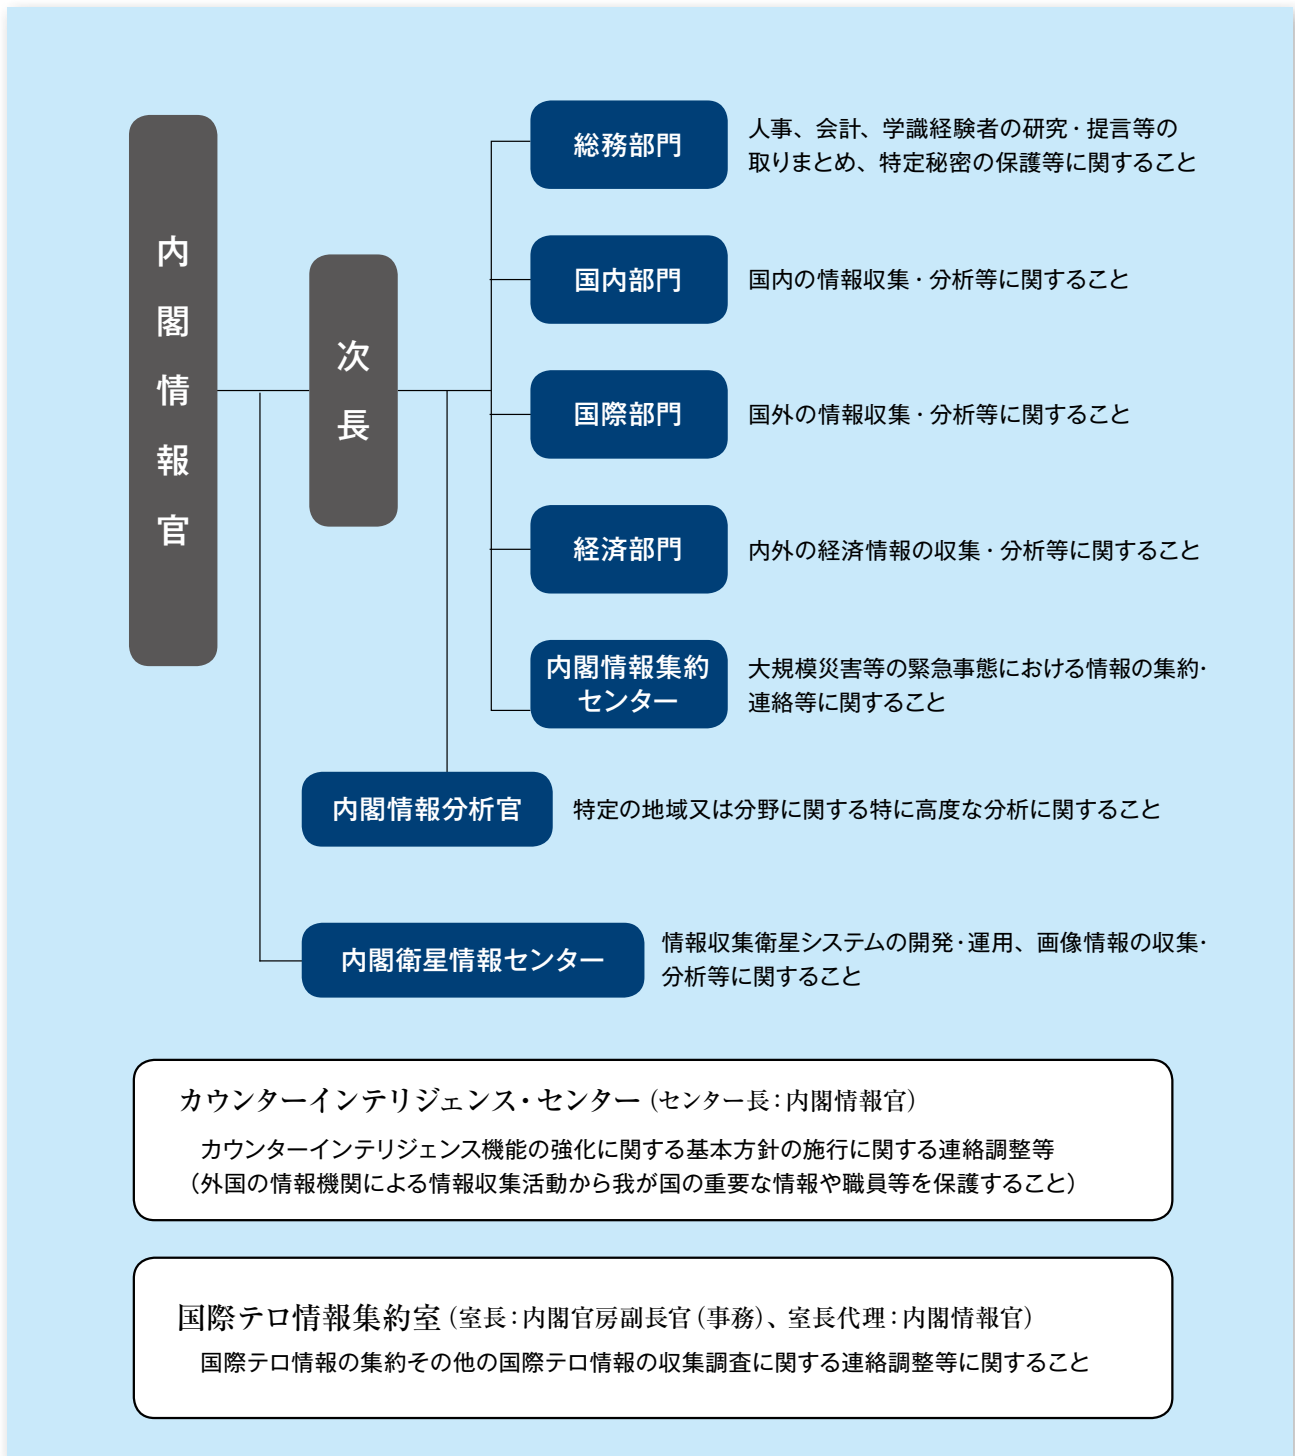 内閣情報官
次長
総務部門
人事、会計、学識経験者の研究・提言等の
取りまとめ、特定秘密の保護等に関すること
国内部門
国内の情報収集・分析等に関すること
国際部門
国外の情報収集・分析等に関すること
経済部門
内外の経済情報の収集・分析等に関すること
内閣情報集約
センター
大規模災害等の緊急事態における情報の集約・
連絡等に関すること
内閣情報分析官
特定の地域又は分野に関する特に高度な分析に関すること
内閣衛星情報センター
情報収集衛星システムの開発・運用、画像情報の収集・
分析等に関すること
カウンターインテリジェンス・センター（センター長：内閣情報官）
カウンターインテリジェンス機能の強化に関する基本方針の施行に関する連絡調整等
（外国の情報機関による情報収集活動から我が国の重要な情報や職員等を保護すること）
国際テロ情報集約室（室長：内閣官房副長官（事務）、室長代理：内閣情報官）
国際テロ情報の集約その他の国際テロ情報の収集調査に関する連絡調整等に関すること